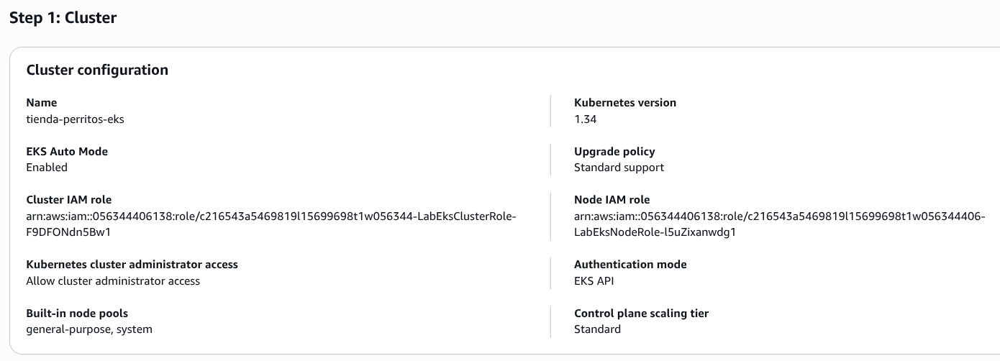 Step 1: Cluster
Cluster configuration
Name
tienda-perritos-eks
Kubernetes version
1.34
EKS Auto Mode
Enabled
Upgrade policy
Standard support
Cluster IAM role
arn:aws:iam::056344406138:role/c216543a5469819l15699698t1w056344-LabEksClusterRole-
F9DFONdn5Bw1
Node IAM role
arn:aws:iam::056344406138:role/c216543a5469819l15699698t1w056344406-
LabEksNodeRole-l5uZixanwdg1
Kubernetes cluster administrator access
Allow cluster administrator access
Authentication mode
EKS API
Built-in node pools
general-purpose, system
Control plane scaling tier
Standard